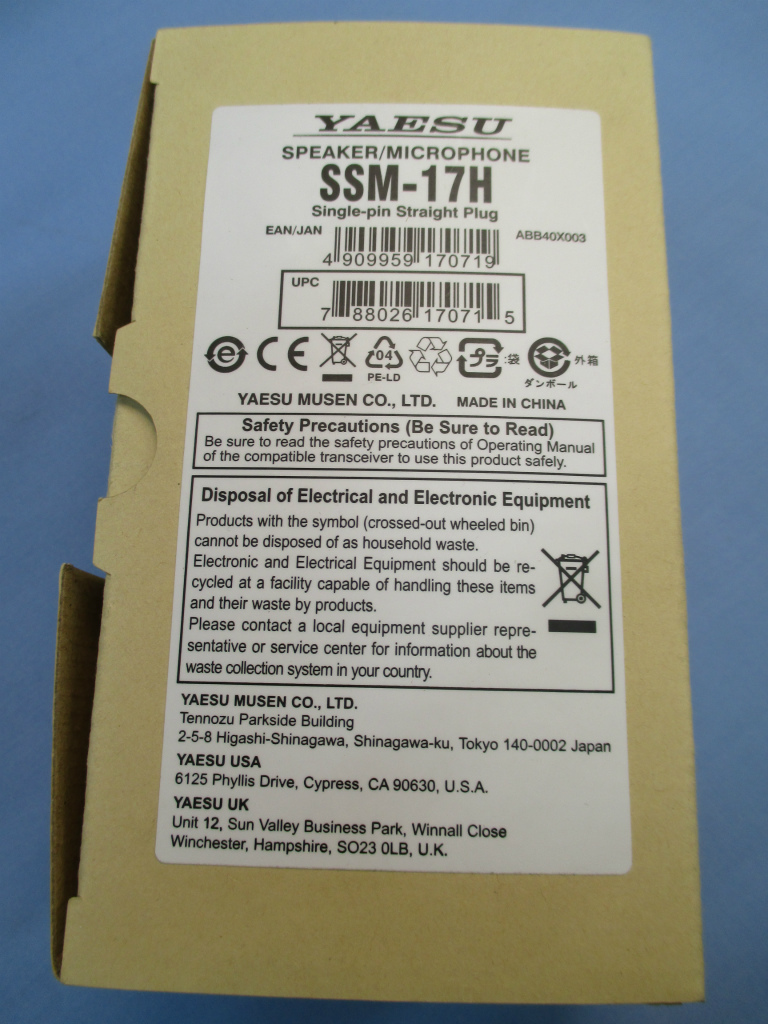 YAESU
SPEAKER/MICROPHONE
SSM-17H
Single-pin Straight Plug
EAN/JAN
ABB40X003
4 909959 170719
UPC
7 88026 17071 5
e CE 04 プラ :袋 外箱
PE-LD
ダンボール
YAESU MUSEN CO., LTD. MADE IN CHINA
Safety Precautions (Be Sure to Read)
Be sure to read the safety precautions of Operating Manual
of the compatible transceiver to use this product safely.
Disposal of Electrical and Electronic Equipment
Products with the symbol (crossed-out wheeled bin)
cannot be disposed of as household waste.
Electronic and Electrical Equipment should be re-
cycled at a facility capable of handling these items
and their waste by products.
Please contact a local equipment supplier repre-
sentative or service center for information about the
waste collection system in your country.
YAESU MUSEN CO., LTD.
Tennozu Parkside Building
2-5-8 Higashi-Shinagawa, Shinagawa-ku, Tokyo 140-0002 Japan
YAESU USA
6125 Phyllis Drive, Cypress, CA 90630, U.S.A.
YAESU UK
Unit 12, Sun Valley Business Park, Winnall Close
Winchester, Hampshire, SO23 0LB, U.K.